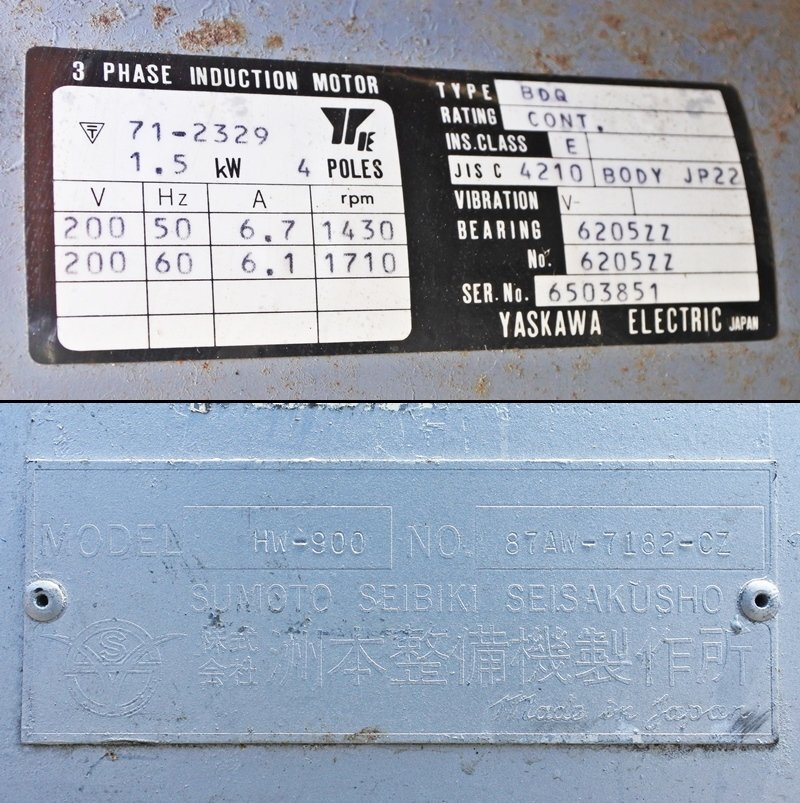 3 PHASE INDUCTION MOTOR
71-2329
1.5 kW 4 POLES
V Hz A rpm
200 50 6.7 1430
200 60 6.1 1710
TYPE BDQ
RATING CONT.
INS.CLASS E
JIS C 4210 BODY JP22
VIBRATION V-
BEARING 6205ZZ
No. 6205ZZ
SER.No. 6503851
YASKAWA ELECTRIC JAPAN
MODEL HW-900 NO. 87AW-7182-CZ
SUMOTO SEIBIKI SEISAKUSHO
株式会社 洲本整備機製作所
Made in Japan